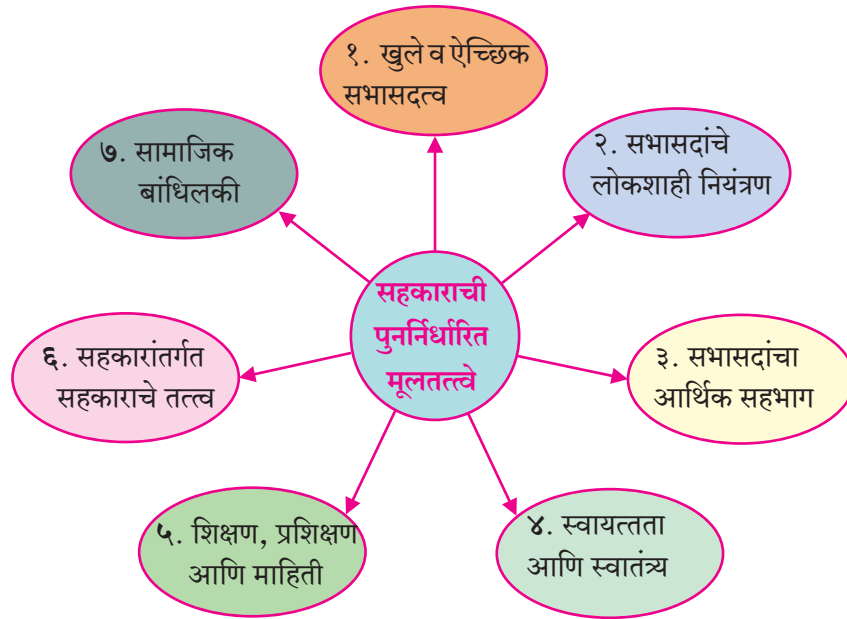 सहकाराची
पुनर्निर्धारित
मूलतत्त्वे
१. खुले व ऐच्छिक
सभासदत्व
२. सभासदांचे
लोकशाही नियंत्रण
३. सभासदांचा
आर्थिक सहभाग
४. स्वायत्तता
आणि स्वातंत्र्य
५. शिक्षण, प्रशिक्षण
आणि माहिती
६. सहकारांतर्गत
सहकाराचे तत्त्व
७. सामाजिक
बांधिलकी